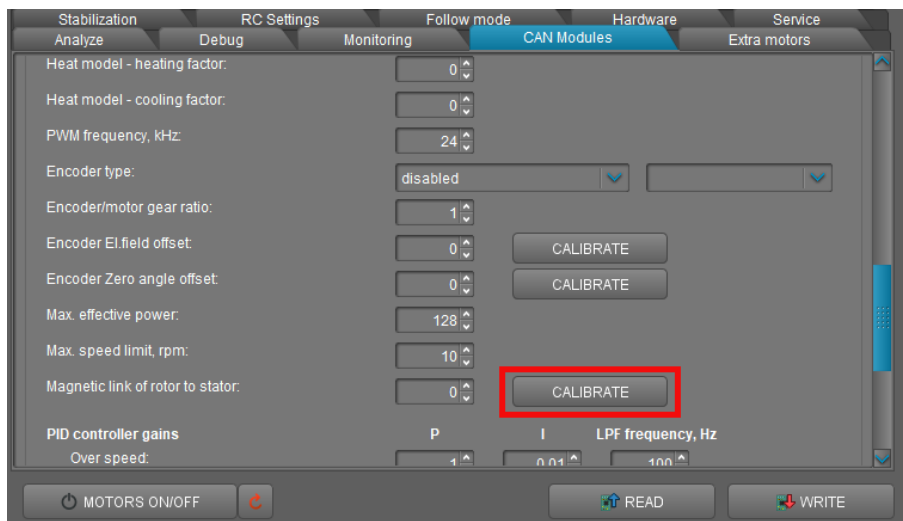 Stabilization RC Settings Follow mode Hardware Service
Analyze Debug Monitoring CAN Modules Extra motors
Heat model - heating factor: 0
Heat model - cooling factor: 0
PWM frequency, kHz: 24
Encoder type: disabled
Encoder/motor gear ratio: 1
Encoder El.field offset: 0 CALIBRATE
Encoder Zero angle offset: 0 CALIBRATE
Max. effective power: 128
Max. speed limit, rpm: 10
Magnetic link of rotor to stator: 0 CALIBRATE
PID controller gains P I LPF frequency, Hz
Over speed: 1 0.01 100
MOTORS ON/OFF READ WRITE